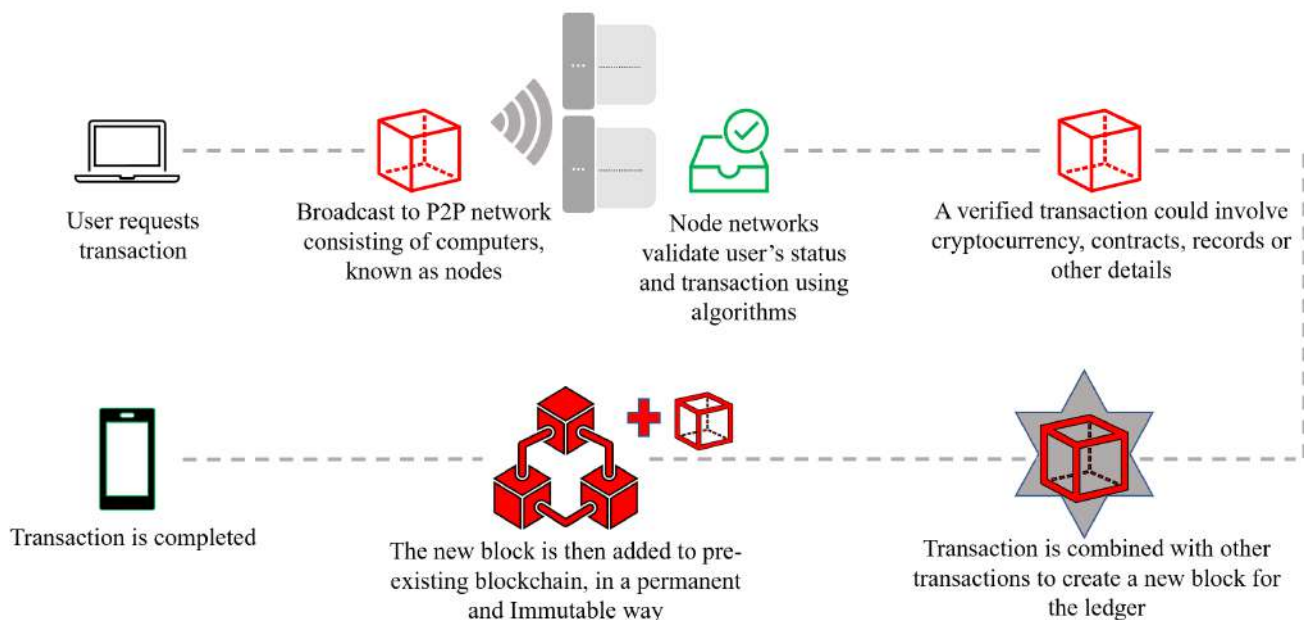 User requests
transaction
Broadcast to P2P network
consisting of computers,
known as nodes
Node networks
validate user’s status
and transaction using
algorithms
A verified transaction could involve
cryptocurrency, contracts, records or
other details
Transaction is completed
The new block is then added to pre-
existing blockchain, in a permanent
and Immutable way
Transaction is combined with other
transactions to create a new block for
the ledger